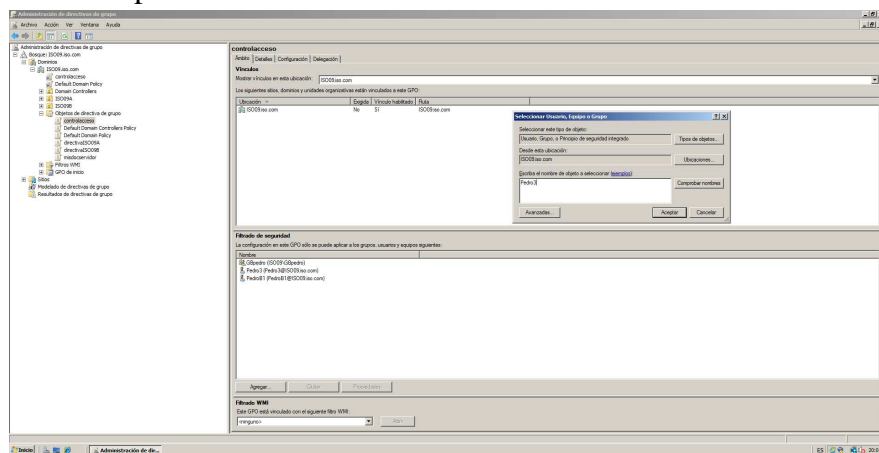 Administración de directivas de grupo
Archivo Acción Ver Ventana Ayuda
Administración de directivas de grupo
Bosque: ISO09.iso.com
Dominios
ISO09.iso.com
controlacceso
Default Domain Policy
Domain Controllers
ISO09A
ISO09B
Objetos de directiva de grupo
controlacceso
Default Domain Controllers Policy
Default Domain Policy
directivaISO09A
directivaISO09B
misdocservidor
Filtros WMI
GPO de inicio
Sitios
Modelado de directivas de grupo
Resultados de directivas de grupo
controlacceso
Ámbito Detalles Configuración Delegación
Vínculos
Mostrar vínculos en esta ubicación: ISO09.iso.com
Los siguientes sitios, dominios y unidades organizativas están vinculados a este GPO:
Ubicación Exigida Vínculo habilitado Ruta
ISO09.iso.com No Sí ISO09.iso.com
Seleccionar Usuario, Equipo o Grupo
Seleccionar este tipo de objeto:
Usuario, Grupo, o Principio de seguridad integrado Tipos de objetos...
Desde esta ubicación:
ISO09.iso.com Ubicaciones...
Escriba el nombre de objeto a seleccionar (ejemplos):
Pedro3 Comprobar nombres
Avanzadas... Aceptar Cancelar
Filtrado de seguridad
La configuración en este GPO sólo se puede aplicar a los grupos, usuarios y equipos siguientes:
Nombre
GBpedro (ISO09\GBpedro)
Pedro3 (Pedro3@ISO09.iso.com)
PedroB1 (PedroB1@ISO09.iso.com)
Agregar... Quitar Propiedades
Filtrado WMI
Este GPO está vinculado con el siguiente filtro WMI:
<ninguno> Abrir
Inicio Administración de dir... ES